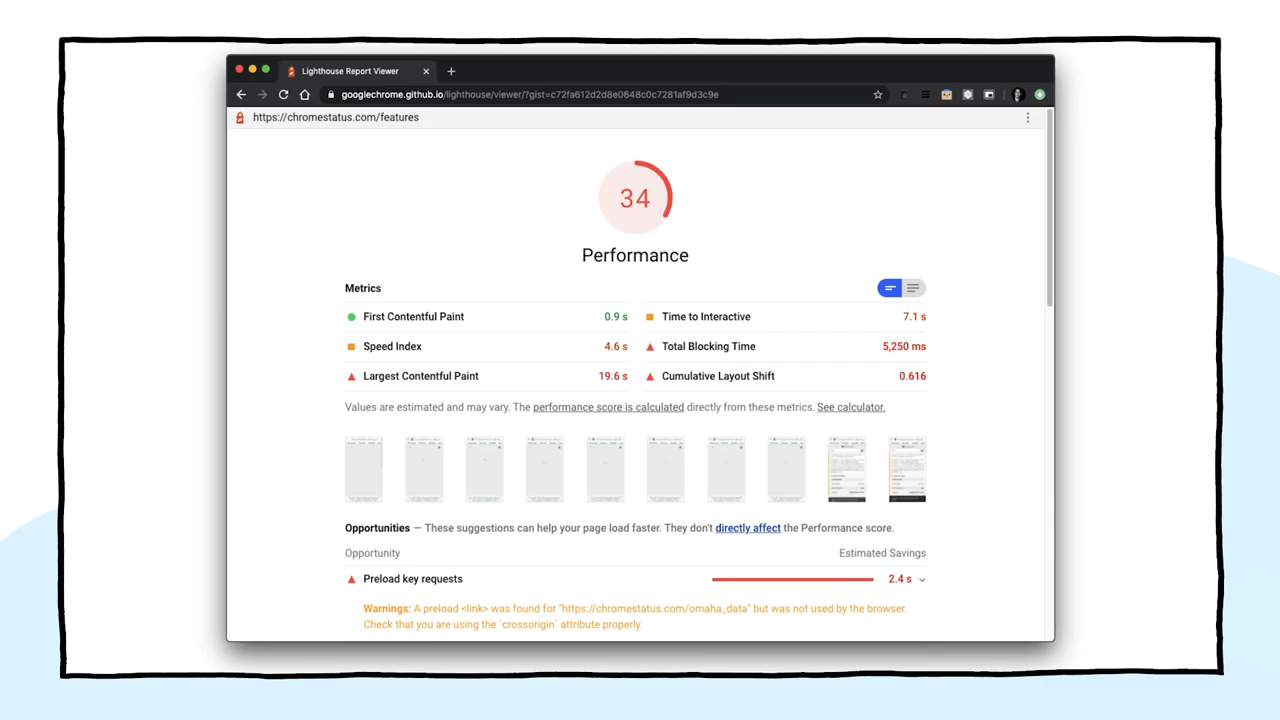 Lighthouse Report Viewer
googlechrome.github.io/lighthouse/viewer/?gist=c72fa612d2d8e0648c0c7281af9d3c9e
https://chromestatus.com/features
34
Performance
Metrics
First Contentful Paint 0.9 s
Time to Interactive 7.1 s
Speed Index 4.6 s
Total Blocking Time 5,250 ms
Largest Contentful Paint 19.6 s
Cumulative Layout Shift 0.616
Values are estimated and may vary. The performance score is calculated directly from these metrics. See calculator.
Opportunities — These suggestions can help your page load faster. They don't directly affect the Performance score.
Opportunity Estimated Savings
Preload key requests 2.4 s
Warnings: A preload <link> was found for "https://chromestatus.com/omaha_data" but was not used by the browser.
Check that you are using the `crossorigin` attribute properly.